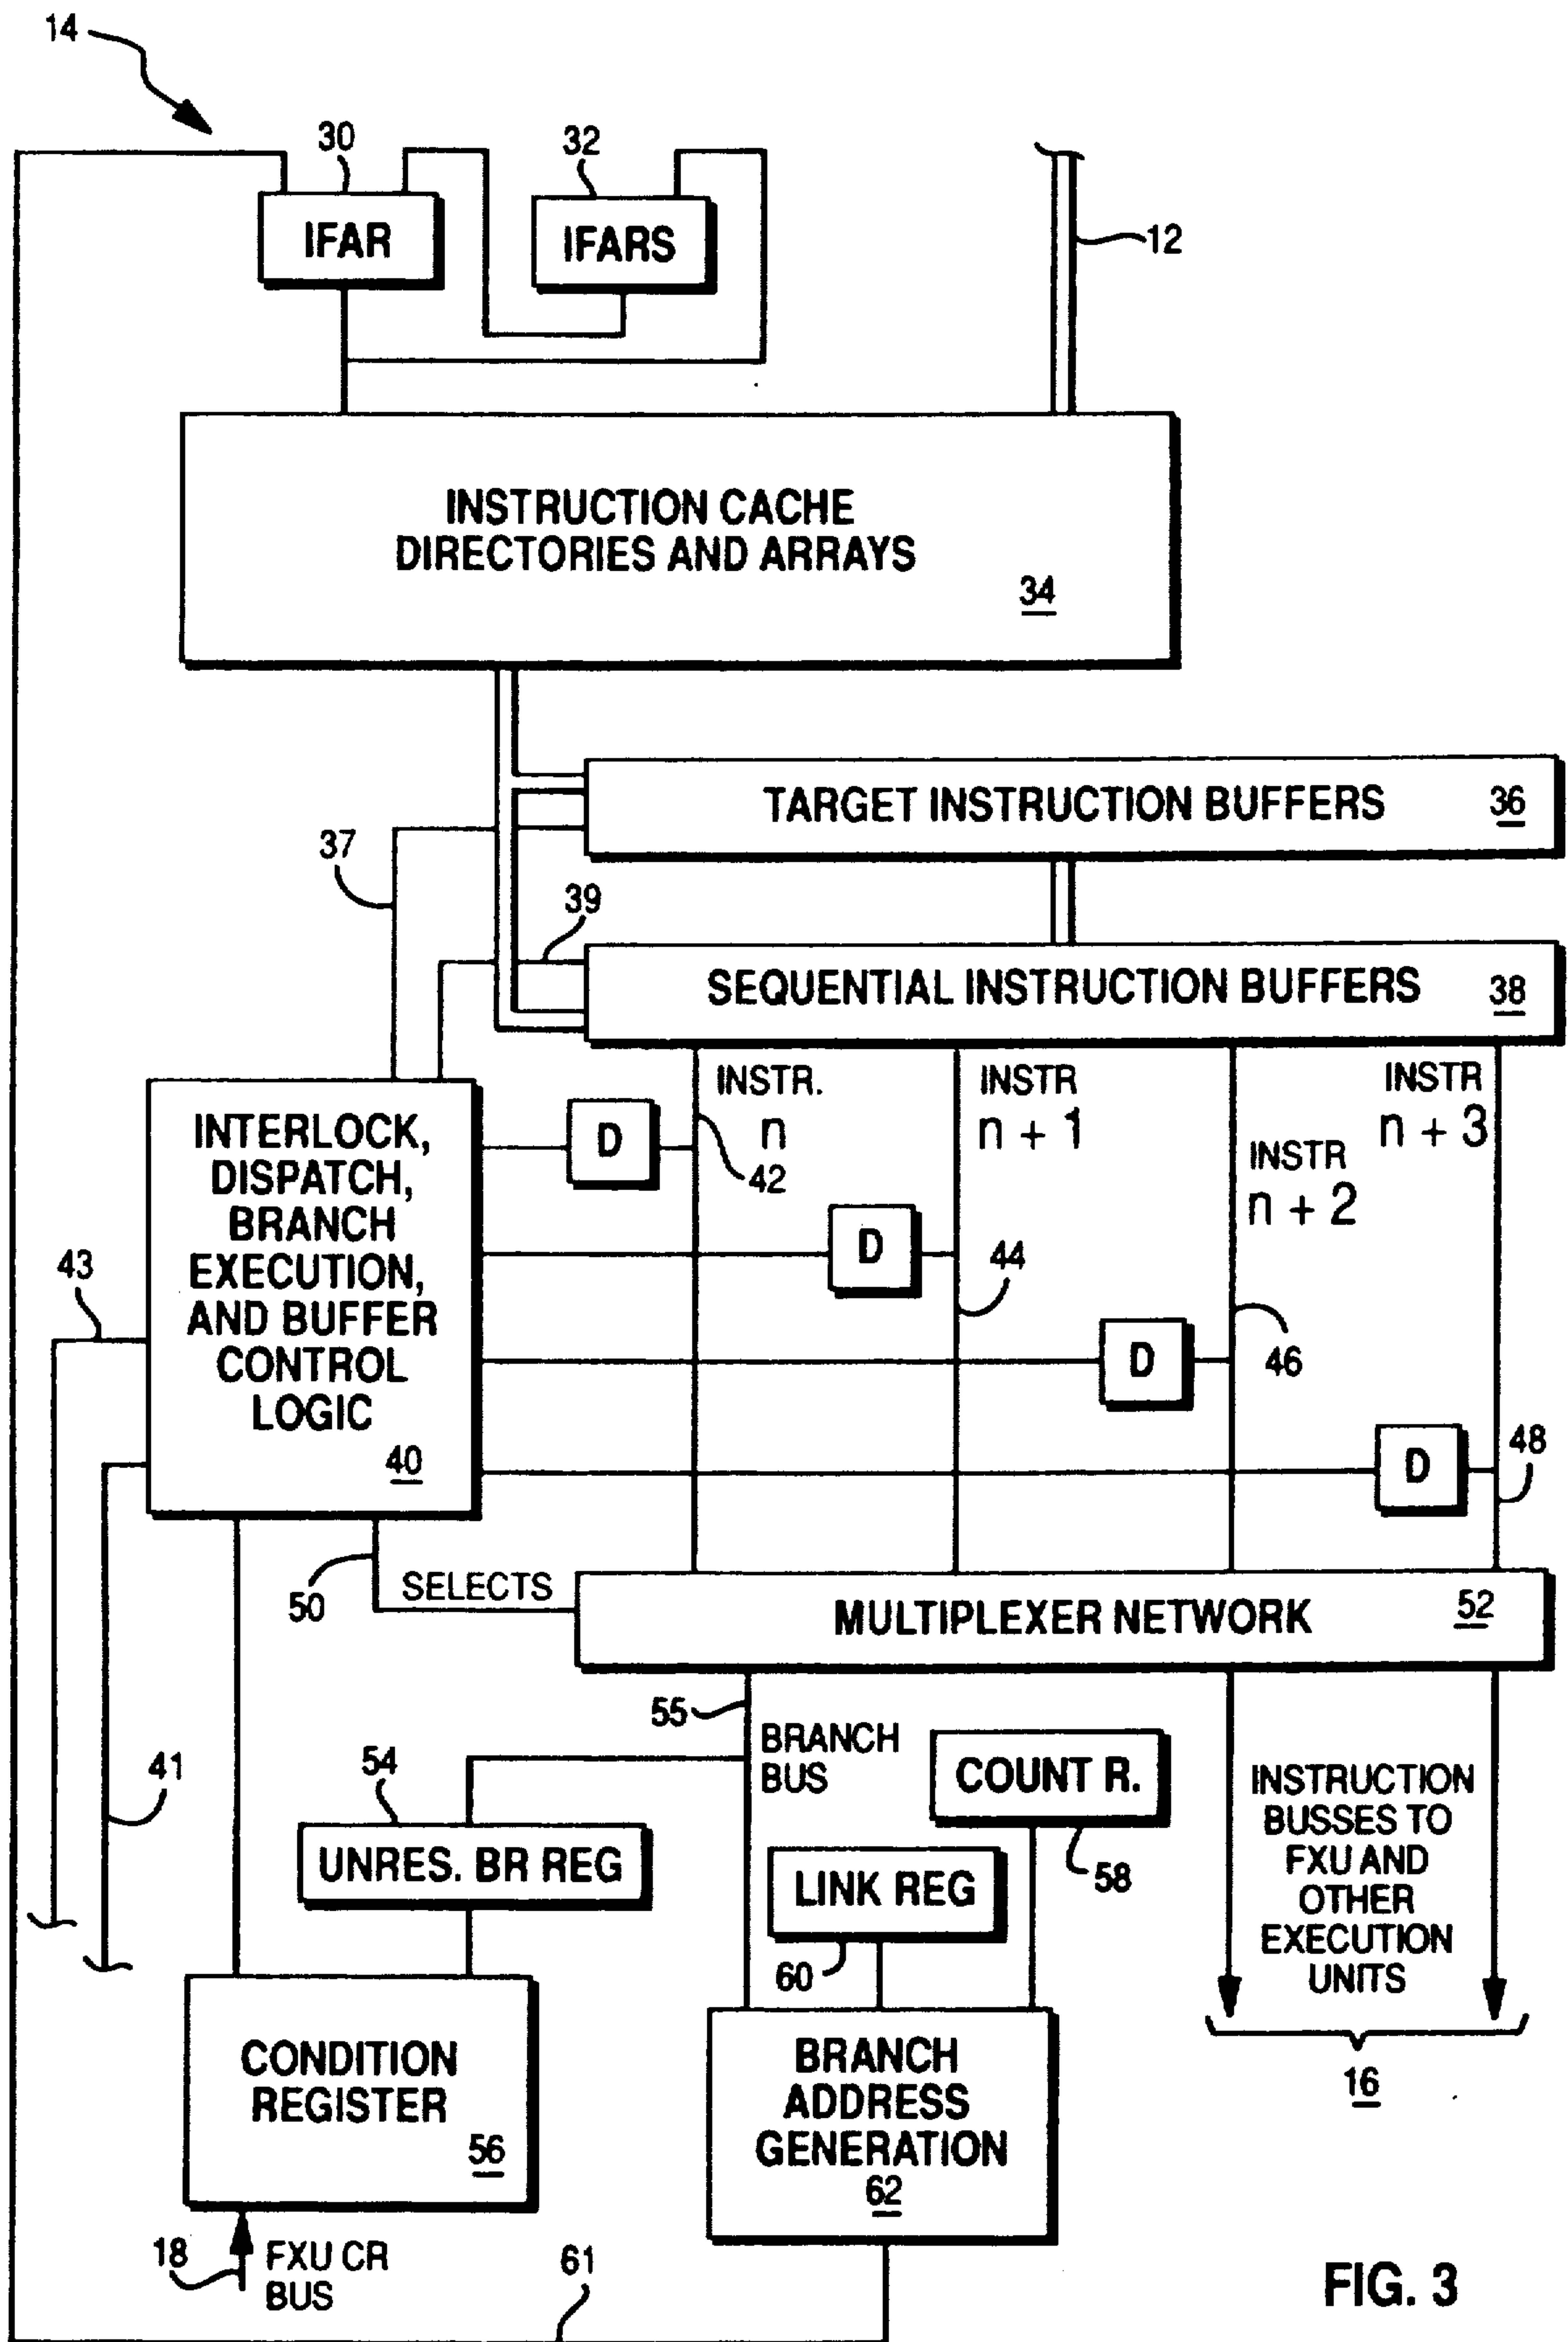 14
30
32
IFAR
IFARS
12
INSTRUCTION CACHE
DIRECTORIES AND ARRAYS
34
TARGET INSTRUCTION BUFFERS
36
37
39
SEQUENTIAL INSTRUCTION BUFFERS
38
INSTR.
n
INSTR
n + 1
INSTR
n + 2
INSTR
n + 3
INTERLOCK,
DISPATCH,
BRANCH
EXECUTION,
AND BUFFER
CONTROL
LOGIC
40
D
42
D
44
43
D
46
D
48
50
SELECTS
MULTIPLEXER NETWORK
52
55
BRANCH
BUS
41
54
UNRES. BR REG
COUNT R.
58
LINK REG
60
INSTRUCTION
BUSSES TO
FXU AND
OTHER
EXECUTION
UNITS
16
CONDITION
REGISTER
56
BRANCH
ADDRESS
GENERATION
62
18
FXU CR
BUS
61
FIG. 3